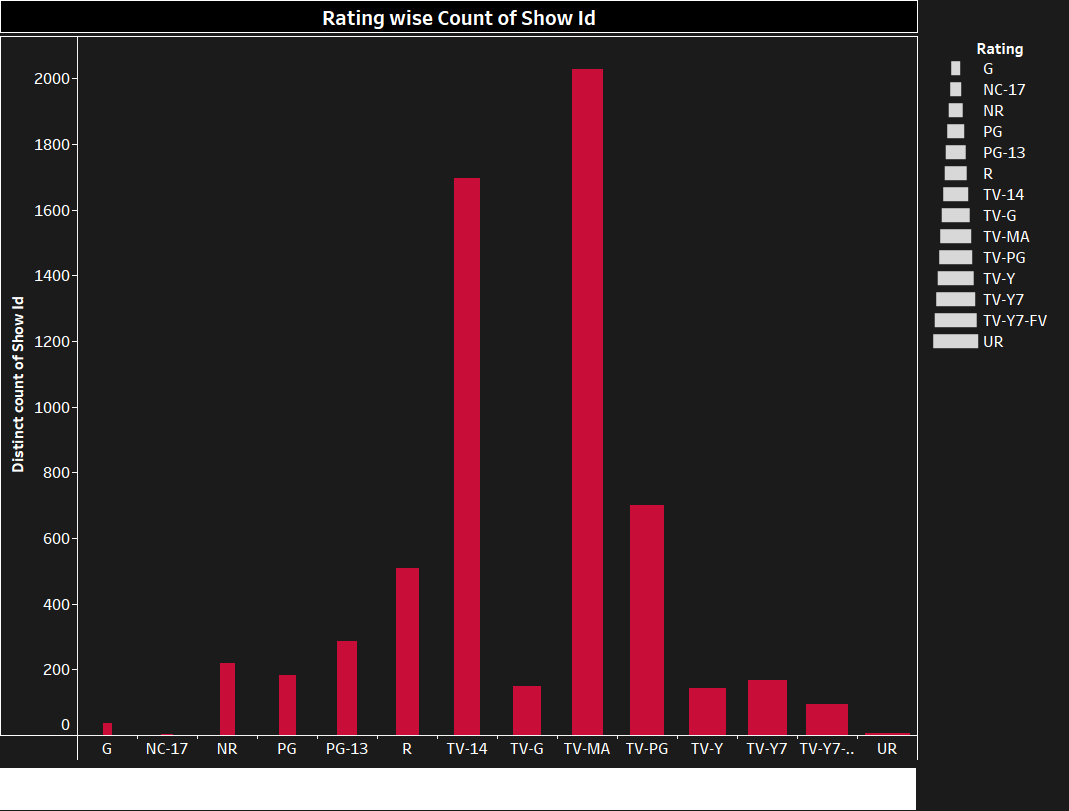 Rating wise Count of Show Id
Distinct count of Show Id
2000
1800
1600
1400
1200
1000
800
600
400
200
0
G NC-17 NR PG PG-13 R TV-14 TV-G TV-MA TV-PG TV-Y TV-Y7 TV-Y7-.. UR
Rating
G
NC-17
NR
PG
PG-13
R
TV-14
TV-G
TV-MA
TV-PG
TV-Y
TV-Y7
TV-Y7-FV
UR